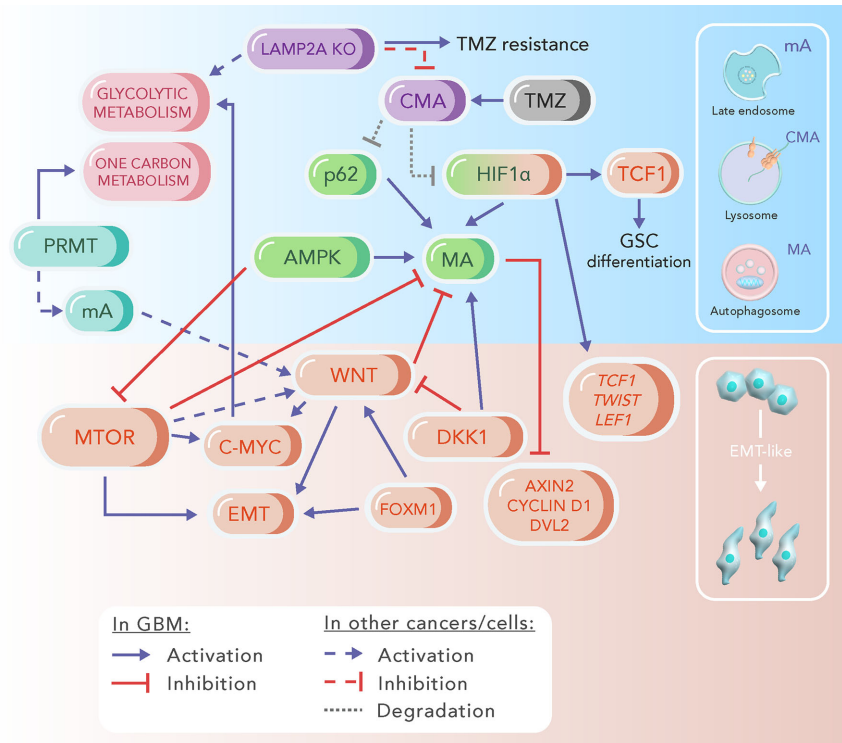 LAMP2A KO
TMZ resistance
mA
GLYCOLYTIC
METABOLISM
CMA
TMZ
Late endosome
CMA
ONE CARBON
METABOLISM
p62
HIF1α
TCF1
Lysosome
PRMT
AMPK
MA
GSC
differentiation
MA
mA
Autophagosome
WNT
TCF1
TWIST
LEF1
MTOR
C-MYC
DKK1
EMT-like
EMT
FOXM1
AXIN2
CYCLIN D1
DVL2
In GBM:
Activation
Inhibition
In other cancers/cells:
Activation
Inhibition
Degradation